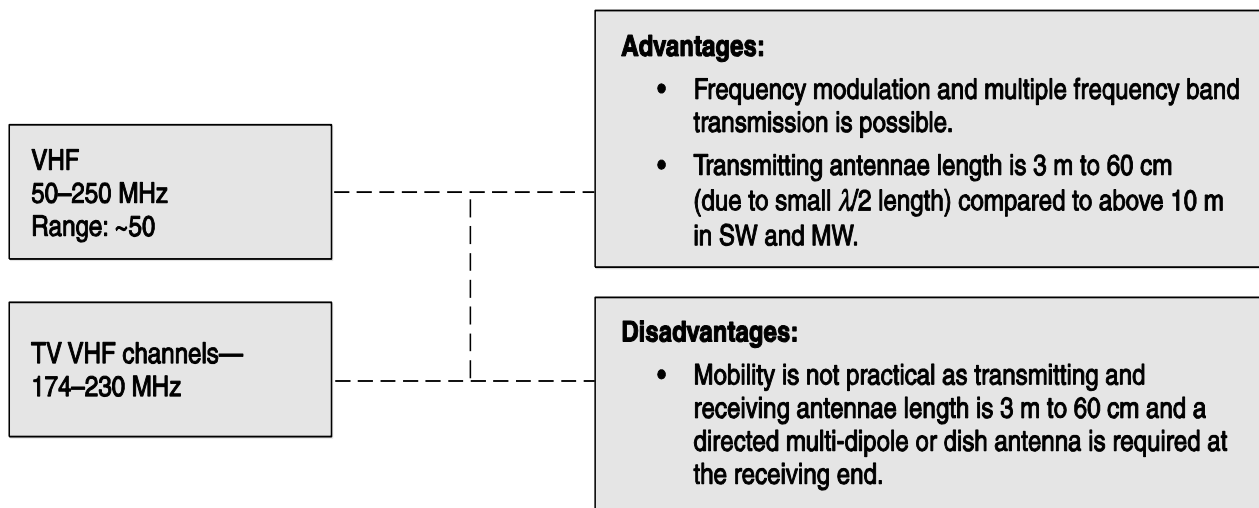 VHF
50–250 MHz
Range: ~50
TV VHF channels—
174–230 MHz
Advantages:
• Frequency modulation and multiple frequency band
transmission is possible.
• Transmitting antennae length is 3 m to 60 cm
(due to small λ/2 length) compared to above 10 m
in SW and MW.
Disadvantages:
• Mobility is not practical as transmitting and
receiving antennae length is 3 m to 60 cm and a
directed multi-dipole or dish antenna is required at
the receiving end.